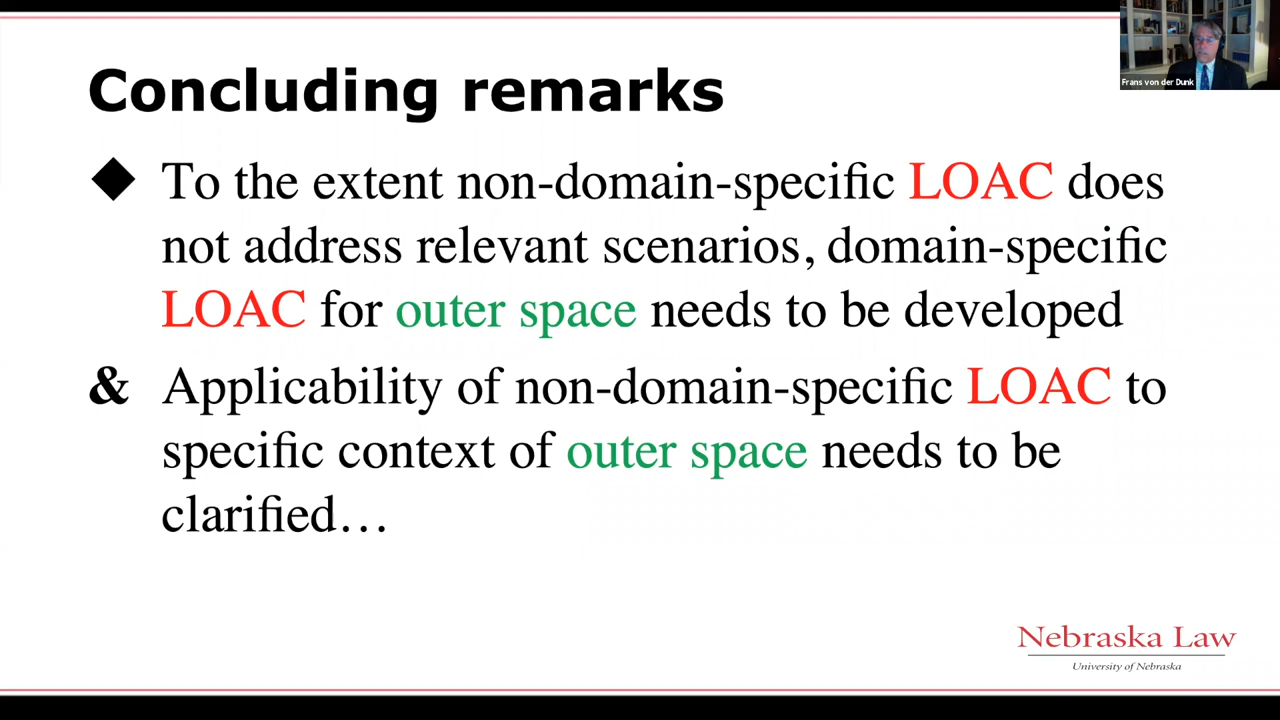 Frans von der Dunk
Concluding remarks
◆ To the extent non-domain-specific LOAC does
not address relevant scenarios, domain-specific
LOAC for outer space needs to be developed
& Applicability of non-domain-specific LOAC to
specific context of outer space needs to be
clarified…
Nebraska Law
University of Nebraska